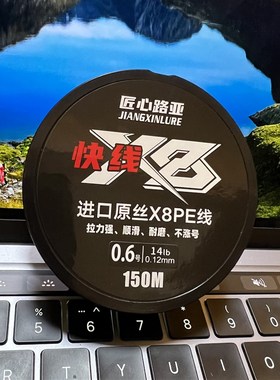 匠心路亚
JIANGXINLURE
快线 X8
进口原丝X8PE线
拉力强、顺滑、耐磨、不涨号
0.6号 14lb
0.12mm
150M